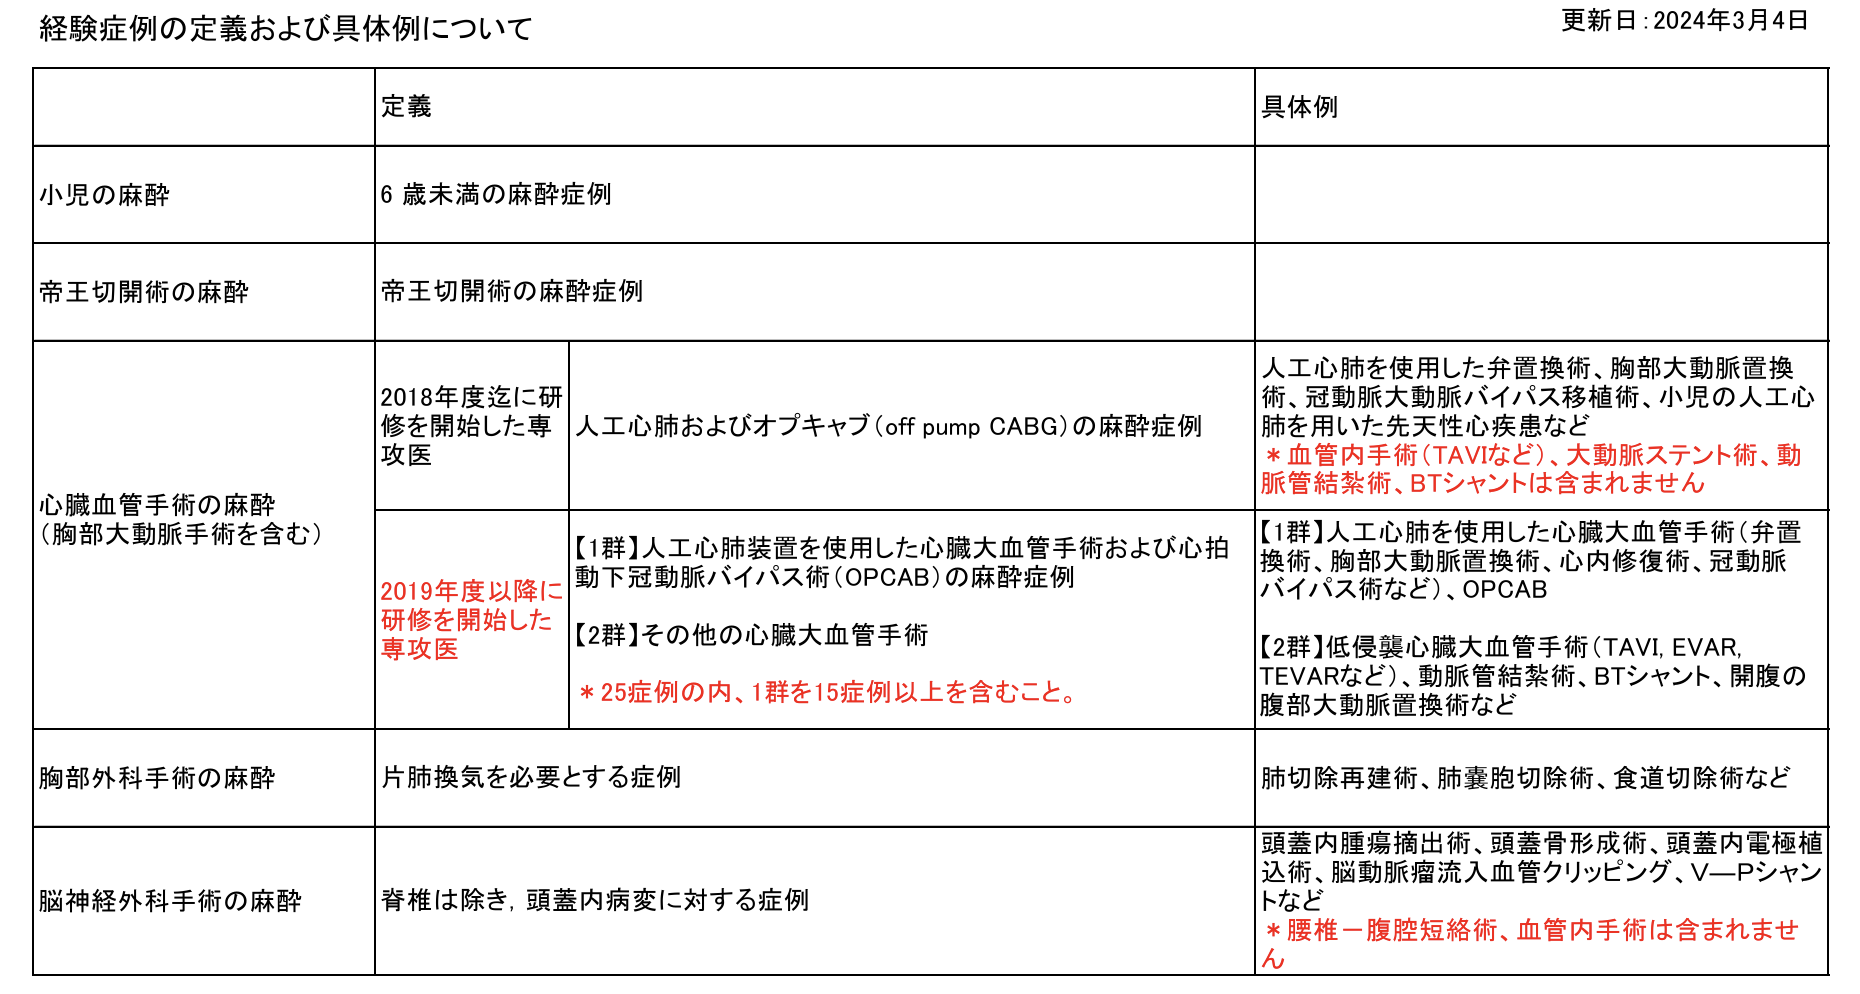 経験症例の定義および具体例について
更新日：2024年3月4日
定義
具体例
小児の麻酔
6 歳未満の麻酔症例
帝王切開術の麻酔
帝王切開術の麻酔症例
心臓血管手術の麻酔
（胸部大動脈手術を含む）
2018年度迄に研
修を開始した専
攻医
人工心肺およびオプキャブ（off pump CABG）の麻酔症例
人工心肺を使用した弁置換術、胸部大動脈置換
術、冠動脈大動脈バイパス移植術、小児の人工心
肺を用いた先天性心疾患など
＊血管内手術（TAVIなど）、大動脈ステント術、動
脈管結紮術、BTシャントは含まれません
2019年度以降に
研修を開始した
専攻医
【1群】人工心肺装置を使用した心臓大血管手術および心拍
動下冠動脈バイパス術（OPCAB）の麻酔症例
【2群】その他の心臓大血管手術
＊25症例の内、1群を15症例以上を含むこと。
【1群】人工心肺を使用した心臓大血管手術（弁置
換術、胸部大動脈置換術、心内修復術、冠動脈
バイパス術など）、OPCAB
【2群】低侵襲心臓大血管手術（TAVI, EVAR,
TEVARなど）、動脈管結紮術、BTシャント、開腹の
腹部大動脈置換術など
胸部外科手術の麻酔
片肺換気を必要とする症例
肺切除再建術、肺嚢胞切除術、食道切除術など
脳神経外科手術の麻酔
脊椎は除き，頭蓋内病変に対する症例
頭蓋内腫瘍摘出術、頭蓋骨形成術、頭蓋内電極植
込術、脳動脈瘤流入血管クリッピング、V―Pシャン
トなど
＊腰椎－腹腔短絡術、血管内手術は含まれませ
ん